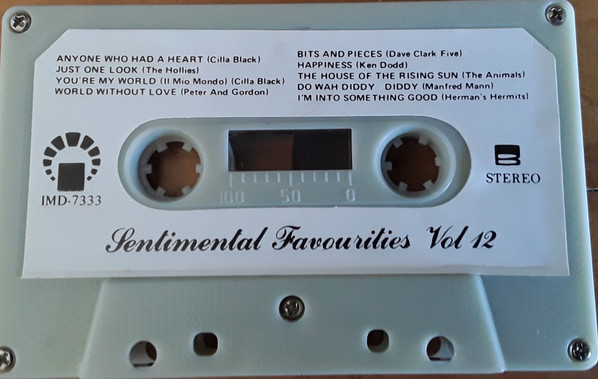 ANYONE WHO HAD A HEART (Cilla Black)
JUST ONE LOOK (The Hollies)
YOU'RE MY WORLD (Il Mio Mondo) (Cilla Black)
WORLD WITHOUT LOVE (Peter And Gordon)
BITS AND PIECES (Dave Clark Five)
HAPPINESS (Ken Dodd)
THE HOUSE OF THE RISING SUN (The Animals)
DO WAH DIDDY DIDDY (Manfred Mann)
I'M INTO SOMETHING GOOD (Herman's Hermits)
IMD-7333
100 50 0
B
STEREO
Sentimental Favourities Vol 12